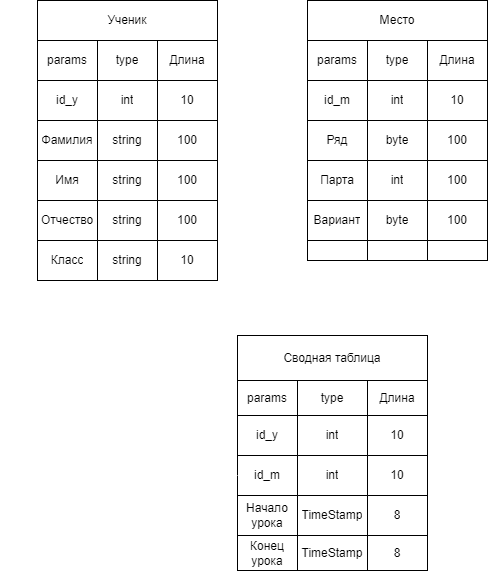 Ученик
params type Длина
id_y int 10
Фамилия string 100
Имя string 100
Отчество string 100
Класс string 10
Место
params type Длина
id_m int 10
Ряд byte 100
Парта int 100
Вариант byte 100
Сводная таблица
params type Длина
id_y int 10
id_m int 10
Начало
урока TimeStamp 8
Конец
урока TimeStamp 8